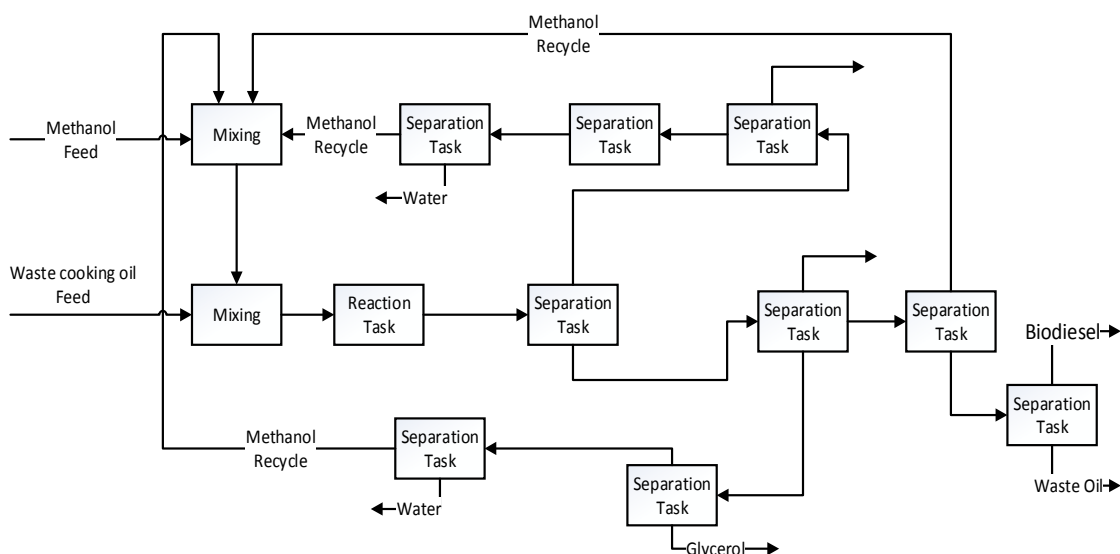 Methanol
Recycle
Methanol
Feed
Mixing
Methanol
Recycle
Separation
Task
Separation
Task
Separation
Task
Water
Waste cooking oil
Feed
Mixing
Reaction
Task
Separation
Task
Separation
Task
Separation
Task
Biodiesel
Separation
Task
Waste Oil
Methanol
Recycle
Separation
Task
Water
Separation
Task
Glycerol